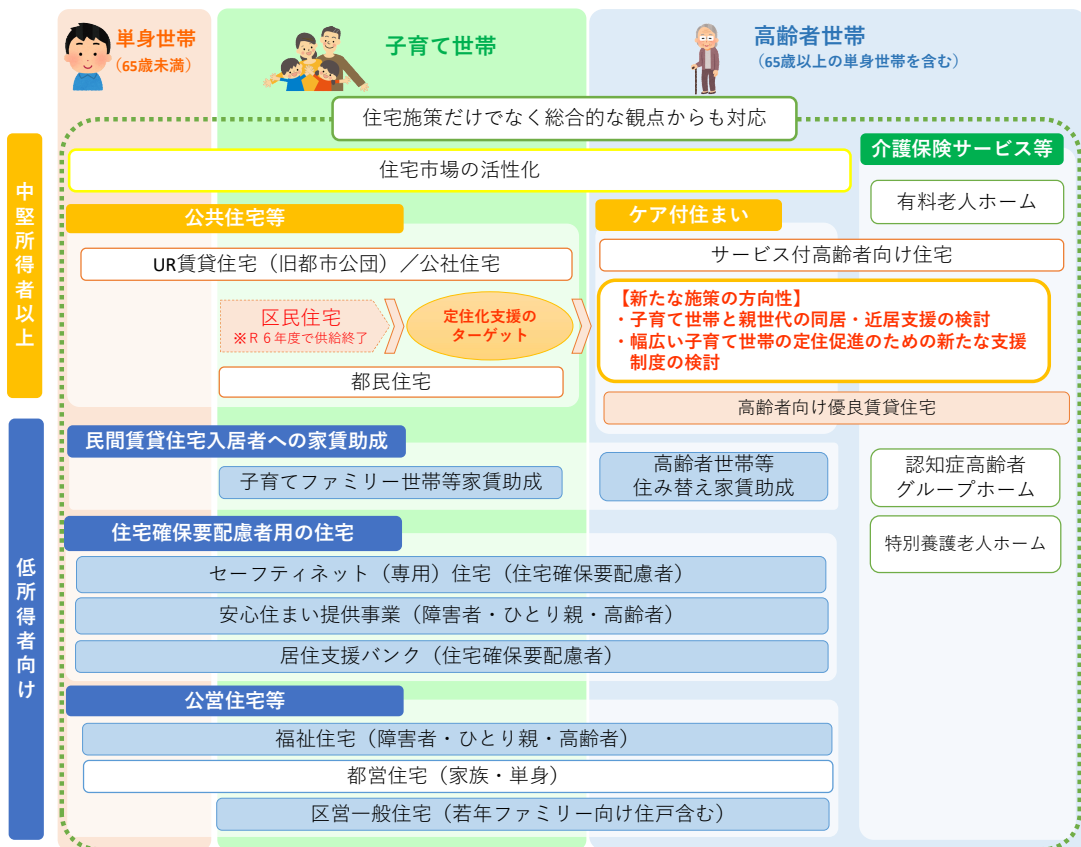 単身世帯
（65歳未満）
子育て世帯
高齢者世帯
（65歳以上の単身世帯を含む）
住宅施策だけでなく総合的な観点からも対応
中堅所得者以上
住宅市場の活性化
介護保険サービス等
有料老人ホーム
公共住宅等
ケア付住まい
UR賃貸住宅（旧都市公団）／公社住宅
サービス付高齢者向け住宅
区民住宅
※Ｒ６年度で供給終了
定住化支援の
ターゲット
【新たな施策の方向性】
・子育て世帯と親世代の同居・近居支援の検討
・幅広い子育て世帯の定住促進のための新たな支援
制度の検討
都民住宅
高齢者向け優良賃貸住宅
低所得者向け
民間賃貸住宅入居者への家賃助成
子育てファミリー世帯等家賃助成
高齢者世帯等
住み替え家賃助成
認知症高齢者
グループホーム
特別養護老人ホーム
住宅確保要配慮者用の住宅
セーフティネット（専用）住宅（住宅確保要配慮者）
安心住まい提供事業（障害者・ひとり親・高齢者）
居住支援バンク（住宅確保要配慮者）
公営住宅等
福祉住宅（障害者・ひとり親・高齢者）
都営住宅（家族・単身）
区営一般住宅（若年ファミリー向け住戸含む）